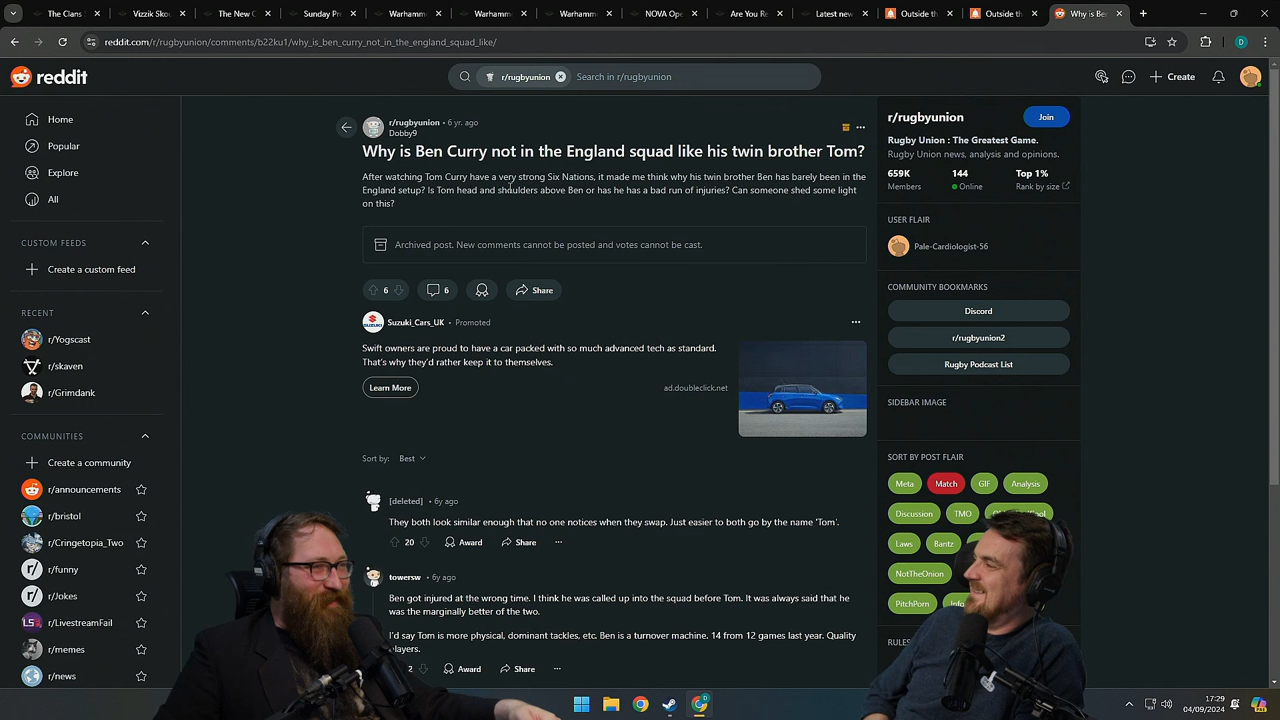 The Clans
Vizzik Skou
The New C
Sunday Pr
Warhamm
Warhamm
Warhamm
NOVA Ope
Are You Re
Latest new
Outside th
Outside th
Why is Be
reddit.com/r/rugbyunion/comments/b22ku1/why_is_ben_curry_not_in_the_england_squad_like/
D
reddit
r/rugbyunion
Search in r/rugbyunion
Create
Home
Popular
Explore
All
CUSTOM FEEDS
Create a custom feed
RECENT
r/Yogscast
r/skaven
r/Grimdank
COMMUNITIES
Create a community
r/announcements
r/bristol
r/Cringetopia_Two
r/funny
r/Jokes
r/LivestreamFail
r/memes
r/news
r/rugbyunion • 6 yr. ago
Dobby9
Why is Ben Curry not in the England squad like his twin brother Tom?
After watching Tom Curry have a very strong Six Nations, it made me think why his twin brother Ben has barely been in the
England setup? Is Tom head and shoulders above Ben or has he has a bad run of injuries? Can someone shed some light
on this?
Archived post. New comments cannot be posted and votes cannot be cast.
6
6
Share
Suzuki_Cars_UK • Promoted
Swift owners are proud to have a car packed with so much advanced tech as standard.
That's why they'd rather keep it to themselves.
Learn More
ad.doubleclick.net
Sort by: Best
[deleted] • 6y ago
They both look similar enough that no one notices when they swap. Just easier to both go by the name 'Tom'.
20
Award
Share
towersw • 6y ago
Ben got injured at the wrong time. I think he was called up into the squad before Tom. It was always said that he
was the marginally better of the two.
I'd say Tom is more physical, dominant tackles, etc. Ben is a turnover machine. 14 from 12 games last year. Quality
layers.
2
Award
Share
r/rugbyunion
Join
Rugby Union : The Greatest Game.
Rugby Union news, analysis and opinions.
659K
144
Top 1%
Members
Online
Rank by size
USER FLAIR
Pale-Cardiologist-56
COMMUNITY BOOKMARKS
Discord
r/rugbyunion2
Rugby Podcast List
SIDEBAR IMAGE
SORT BY POST FLAIR
Meta
Match
GIF
Analysis
Discussion
TMO
Laws
Bantz
NotTheOnion
PitchPorn
Info
RULES
17:29
04/09/2024